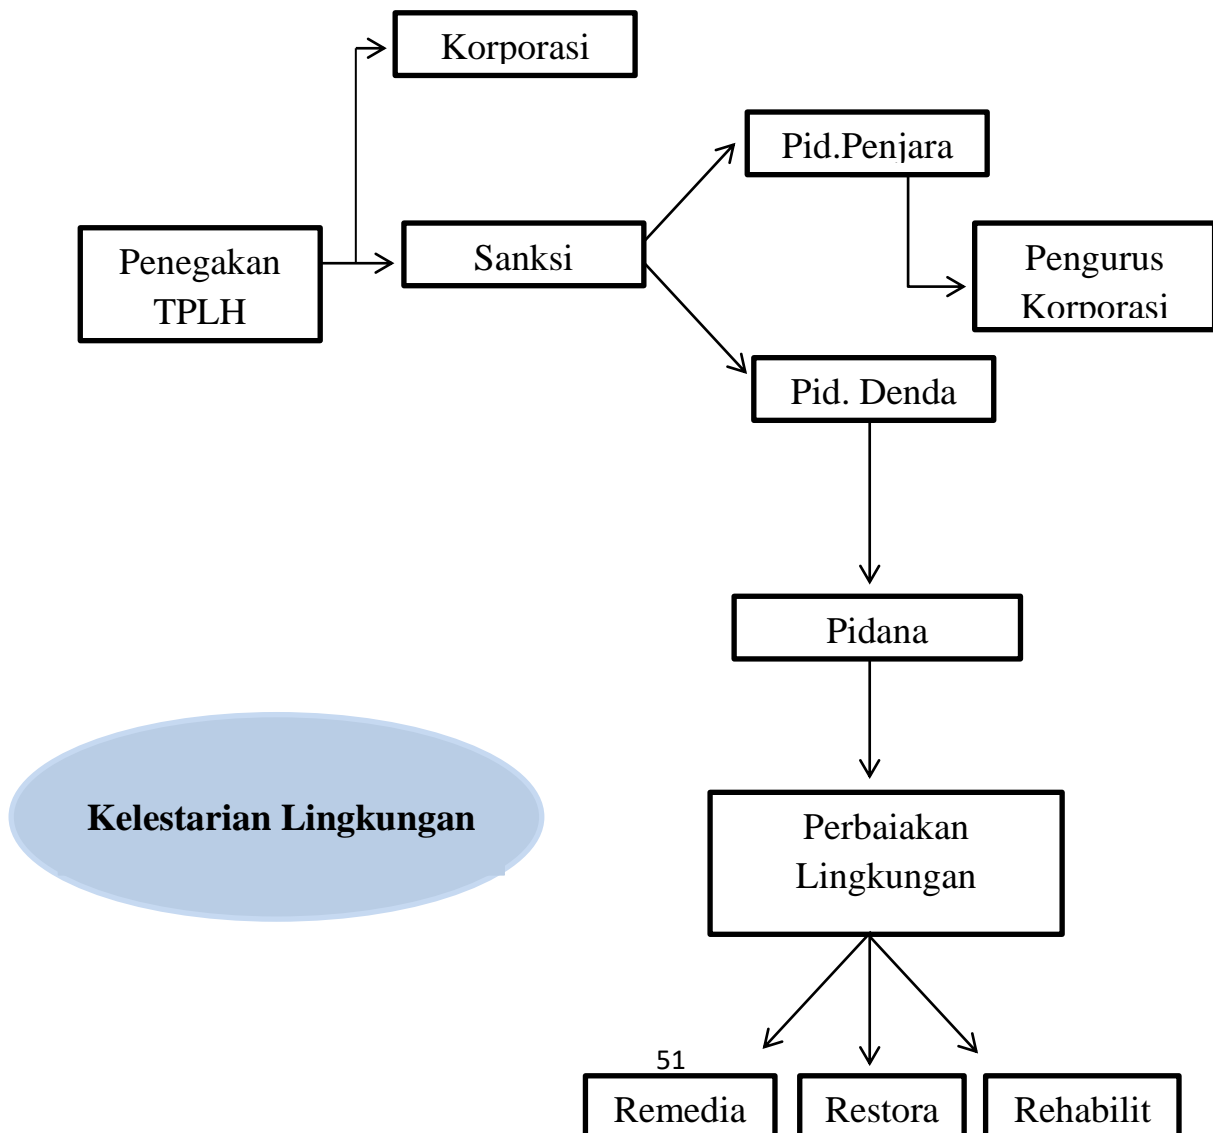 Korporasi
Pid.Penjara
Penegakan
TPLH
Sanksi
Pengurus
Korporasi
Pid. Denda
Pidana
Kelestarian Lingkungan
Perbaiakan
Lingkungan
51
Remedia
Restora
Rehabilit